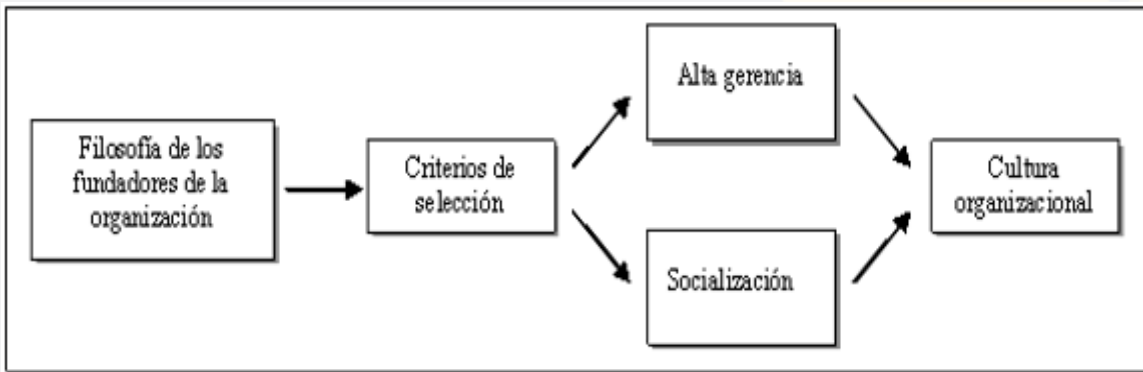 Filosofía de los
fundadores de la
organización
Criterios de
selección
Alta gerencia
Socialización
Cultura
organizacional